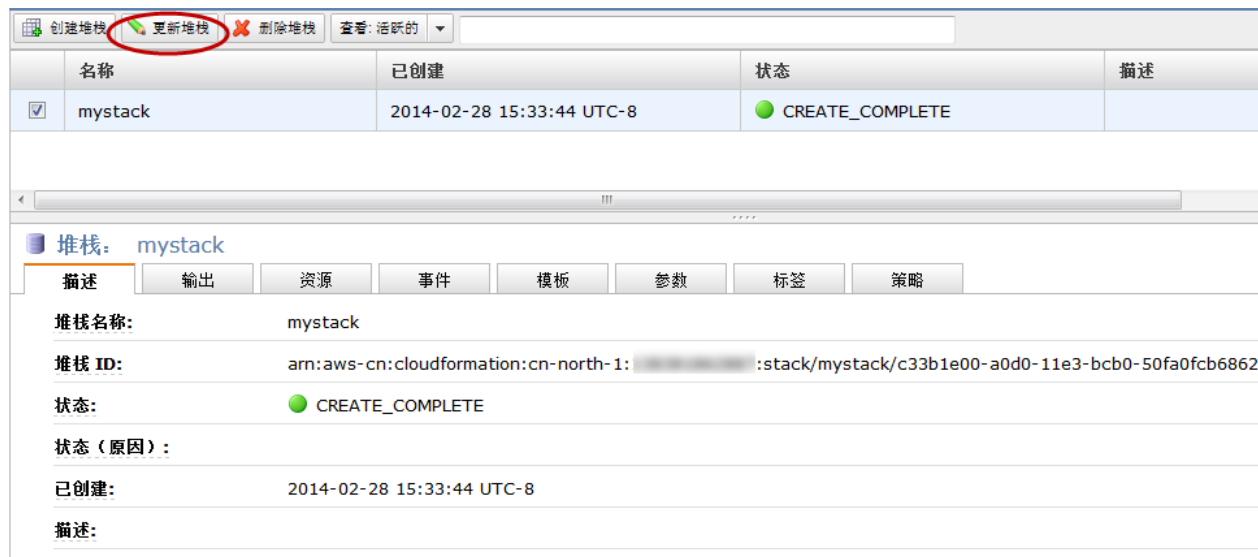 创建堆栈 更新堆栈 删除堆栈 查看: 活跃的
名称 已创建 状态 描述
mystack 2014-02-28 15:33:44 UTC-8 CREATE_COMPLETE
堆栈: mystack
描述 输出 资源 事件 模板 参数 标签 策略
堆栈名称: mystack
堆栈 ID: arn:aws-cn:cloudformation:cn-north-1: :stack/mystack/c33b1e00-a0d0-11e3-bcb0-50fa0fcb6862
状态: CREATE_COMPLETE
状态（原因）:
已创建: 2014-02-28 15:33:44 UTC-8
描述: